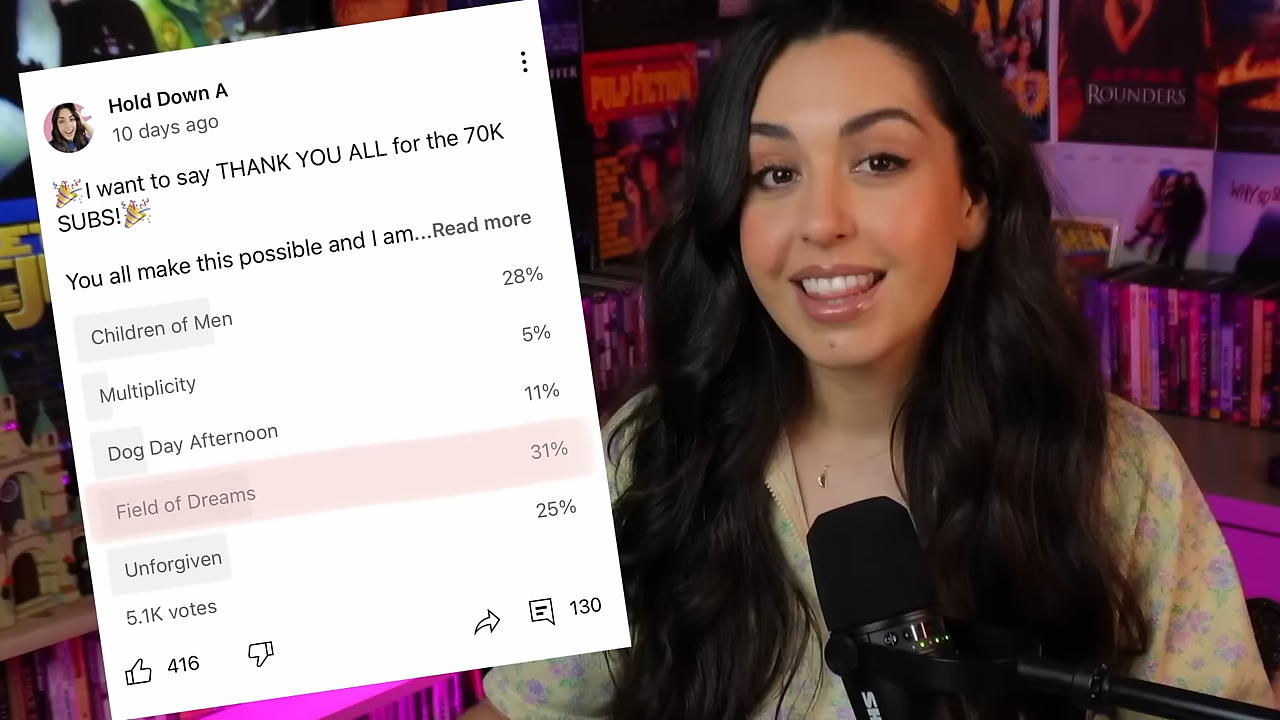 Hold Down A
10 days ago
🎉I want to say THANK YOU ALL for the 70K
SUBS!🎉
You all make this possible and I am...Read more
Children of Men 28%
Multiplicity 5%
Dog Day Afternoon 11%
Field of Dreams 31%
Unforgiven 25%
5.1K votes
416
130
PULP FICTION
ROUNDERS
WHY